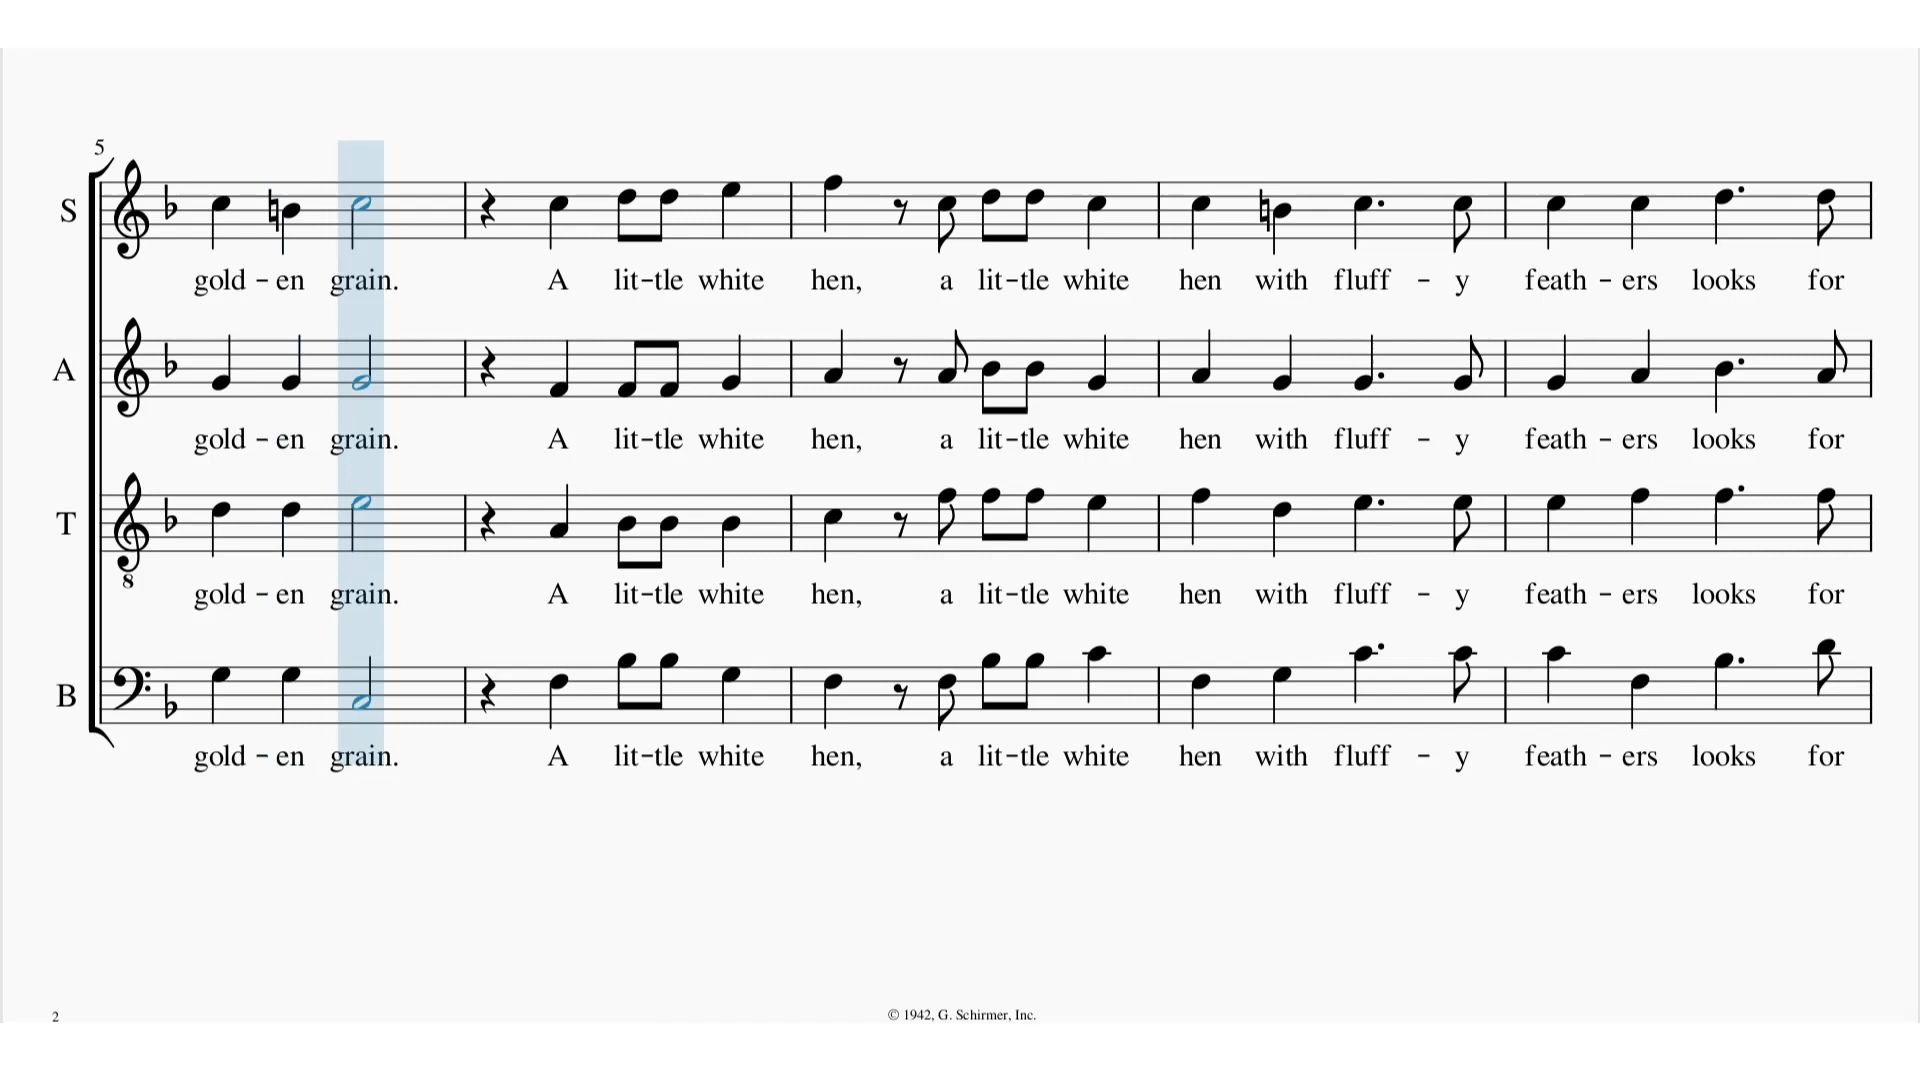 5
S
gold - en grain. A lit-tle white hen, a lit-tle white hen with fluff - y feath - ers looks for
A
gold - en grain. A lit-tle white hen, a lit-tle white hen with fluff - y feath - ers looks for
T
8
gold - en grain. A lit-tle white hen, a lit-tle white hen with fluff - y feath - ers looks for
B
gold - en grain. A lit-tle white hen, a lit-tle white hen with fluff - y feath - ers looks for
2
© 1942, G. Schirmer, Inc.